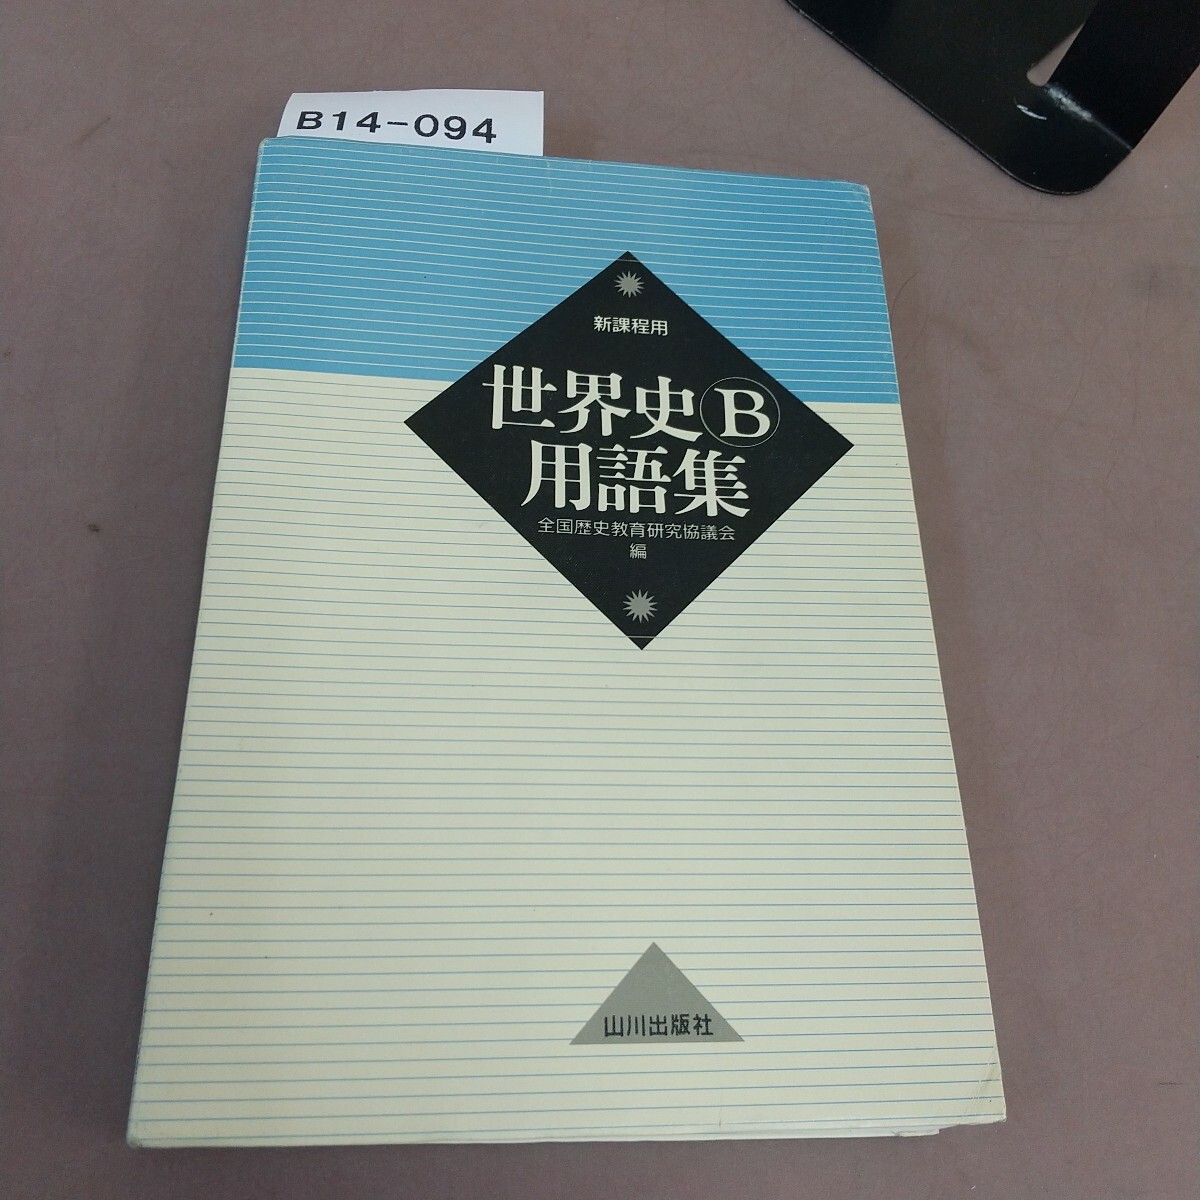 B14-094
新課程用
世界史Ⓑ
用語集
全国歴史教育研究協議会
編
山川出版社